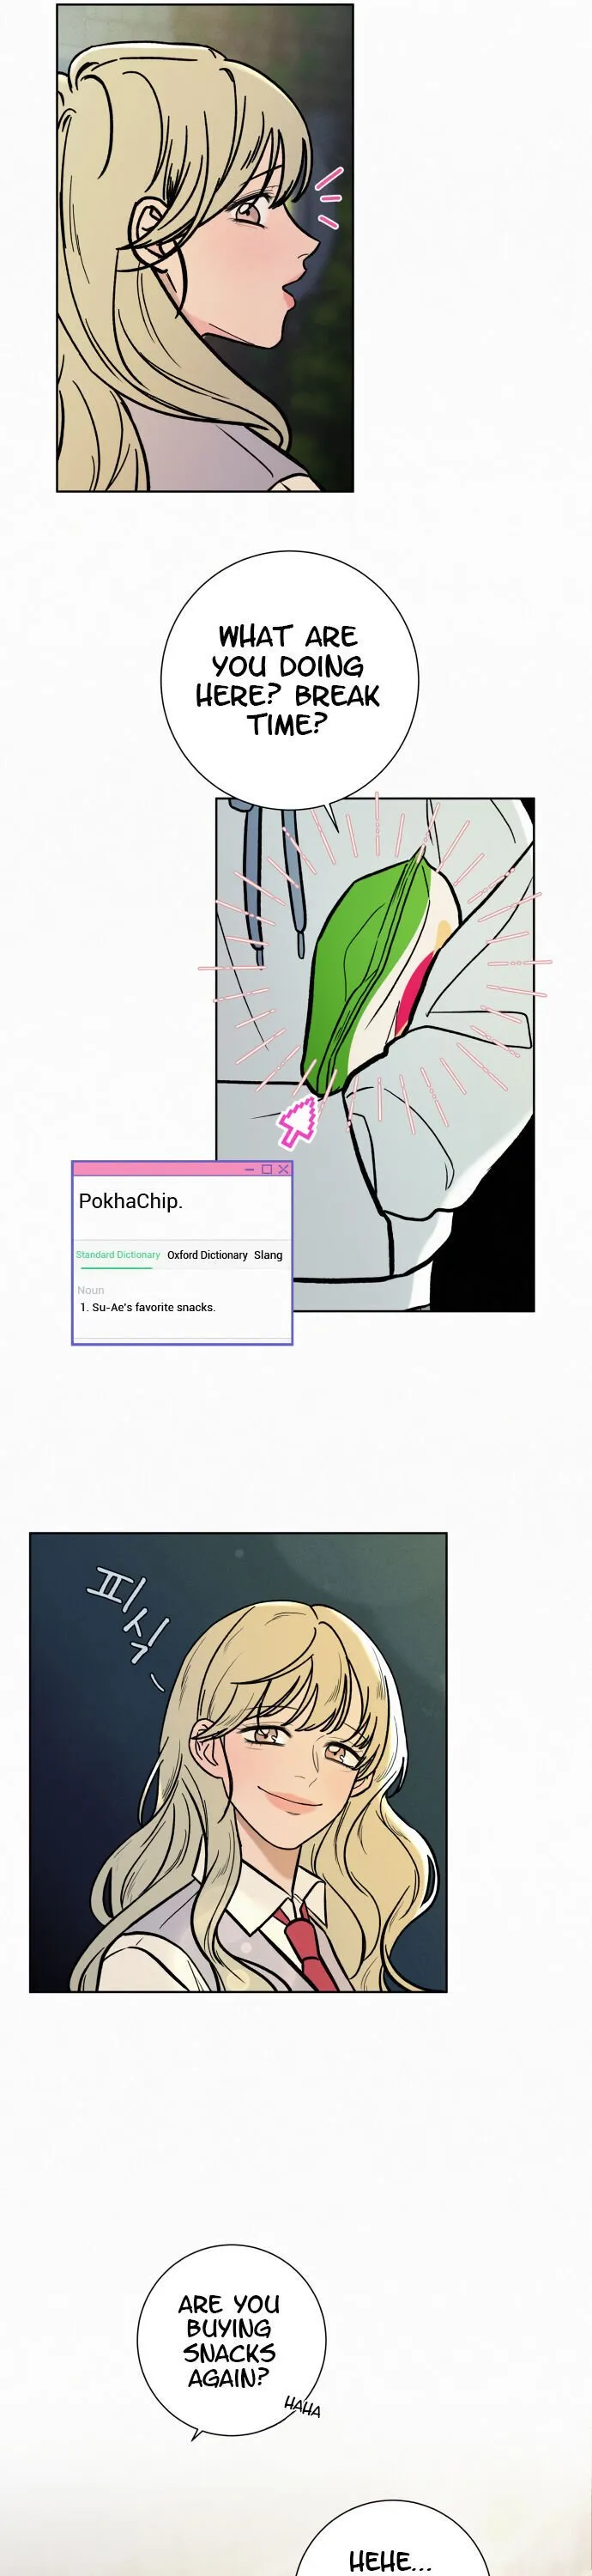 WHAT ARE
YOU DOING
HERE? BREAK
TIME?
PokhaChip.
Standard Dictionary Oxford Dictionary Slang
Noun
1. Su-Ae's favorite snacks.
피식
ARE YOU
BUYING
SNACKS
AGAIN?
HAHA
HEHE...